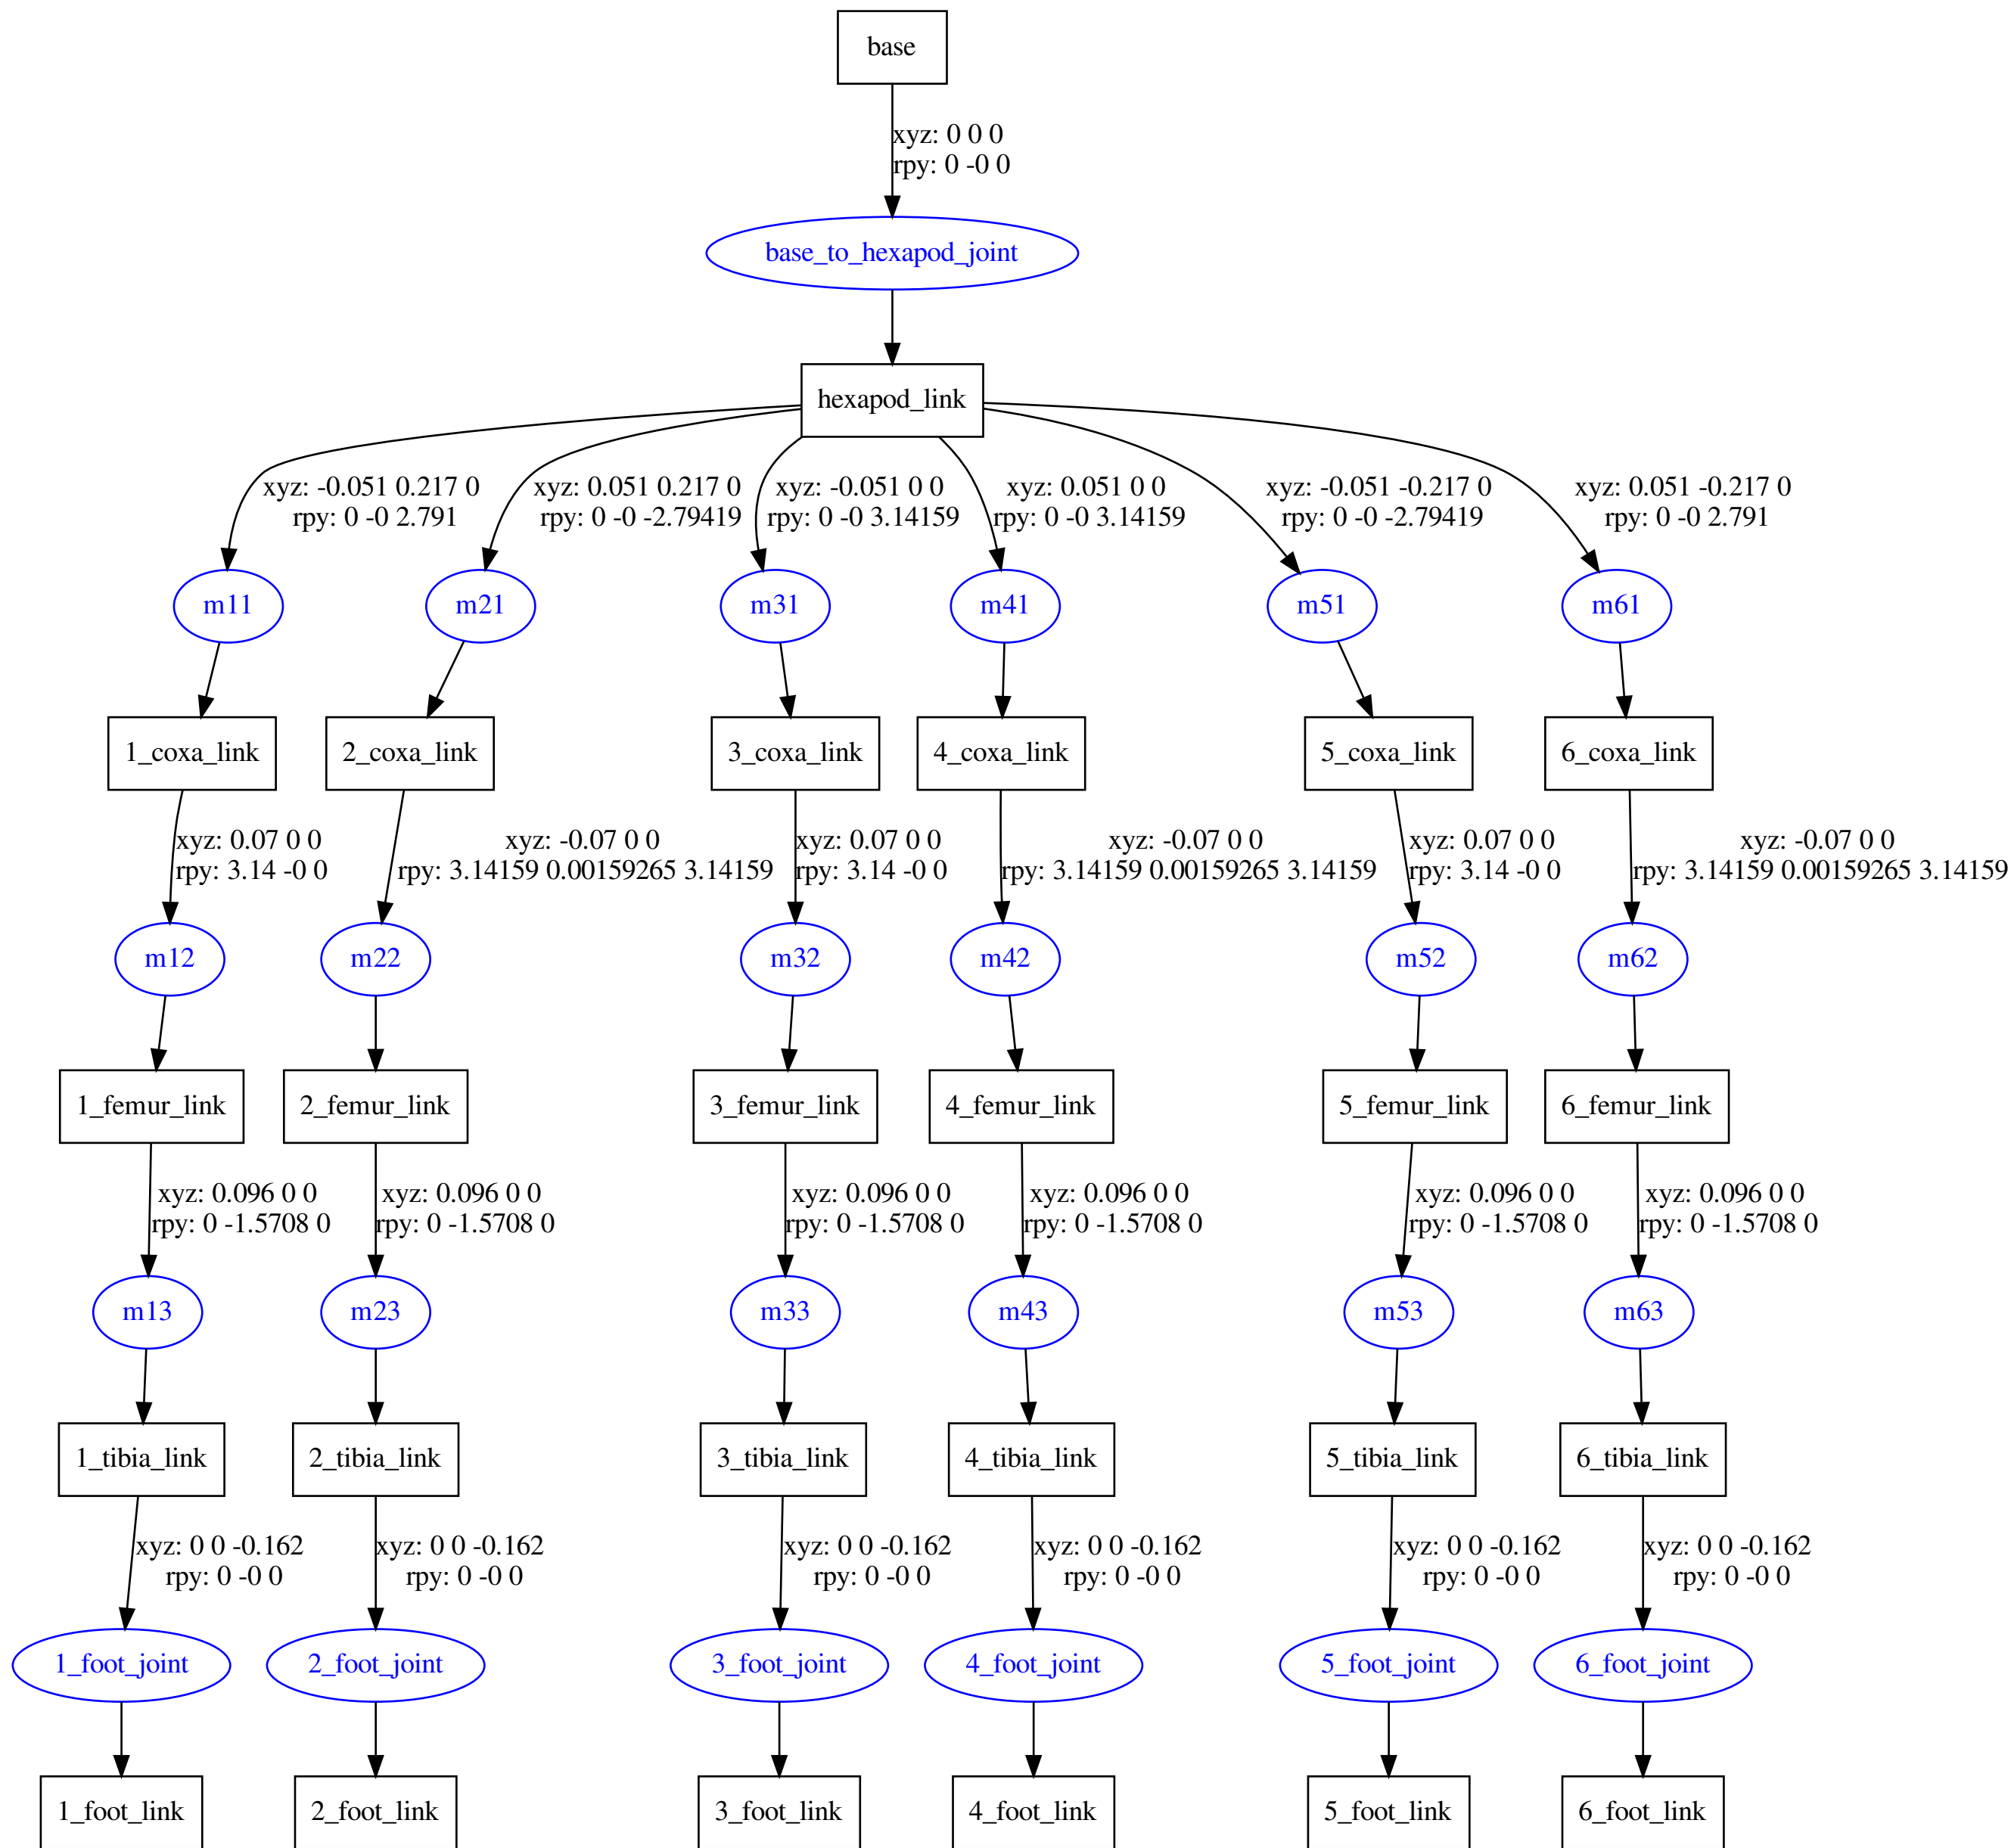 base
xyz: 0 0 0
rpy: 0 -0 0
base_to_hexapod_joint
hexapod_link
xyz: -0.051 0.217 0
rpy: 0 -0 2.791
xyz: 0.051 0.217 0
rpy: 0 -0 -2.79419
xyz: -0.051 0 0
rpy: 0 -0 3.14159
xyz: 0.051 0 0
rpy: 0 -0 3.14159
xyz: -0.051 -0.217 0
rpy: 0 -0 -2.79419
xyz: 0.051 -0.217 0
rpy: 0 -0 2.791
m11
m21
m31
m41
m51
m61
1_coxa_link
2_coxa_link
3_coxa_link
4_coxa_link
5_coxa_link
6_coxa_link
xyz: 0.07 0 0
rpy: 3.14 -0 0
xyz: -0.07 0 0
rpy: 3.14159 0.00159265 3.14159
xyz: 0.07 0 0
rpy: 3.14 -0 0
xyz: -0.07 0 0
rpy: 3.14159 0.00159265 3.14159
xyz: 0.07 0 0
rpy: 3.14 -0 0
xyz: -0.07 0 0
rpy: 3.14159 0.00159265 3.14159
m12
m22
m32
m42
m52
m62
1_femur_link
2_femur_link
3_femur_link
4_femur_link
5_femur_link
6_femur_link
xyz: 0.096 0 0
rpy: 0 -1.5708 0
xyz: 0.096 0 0
rpy: 0 -1.5708 0
xyz: 0.096 0 0
rpy: 0 -1.5708 0
xyz: 0.096 0 0
rpy: 0 -1.5708 0
xyz: 0.096 0 0
rpy: 0 -1.5708 0
xyz: 0.096 0 0
rpy: 0 -1.5708 0
m13
m23
m33
m43
m53
m63
1_tibia_link
2_tibia_link
3_tibia_link
4_tibia_link
5_tibia_link
6_tibia_link
xyz: 0 0 -0.162
rpy: 0 -0 0
xyz: 0 0 -0.162
rpy: 0 -0 0
xyz: 0 0 -0.162
rpy: 0 -0 0
xyz: 0 0 -0.162
rpy: 0 -0 0
xyz: 0 0 -0.162
rpy: 0 -0 0
xyz: 0 0 -0.162
rpy: 0 -0 0
1_foot_joint
2_foot_joint
3_foot_joint
4_foot_joint
5_foot_joint
6_foot_joint
1_foot_link
2_foot_link
3_foot_link
4_foot_link
5_foot_link
6_foot_link